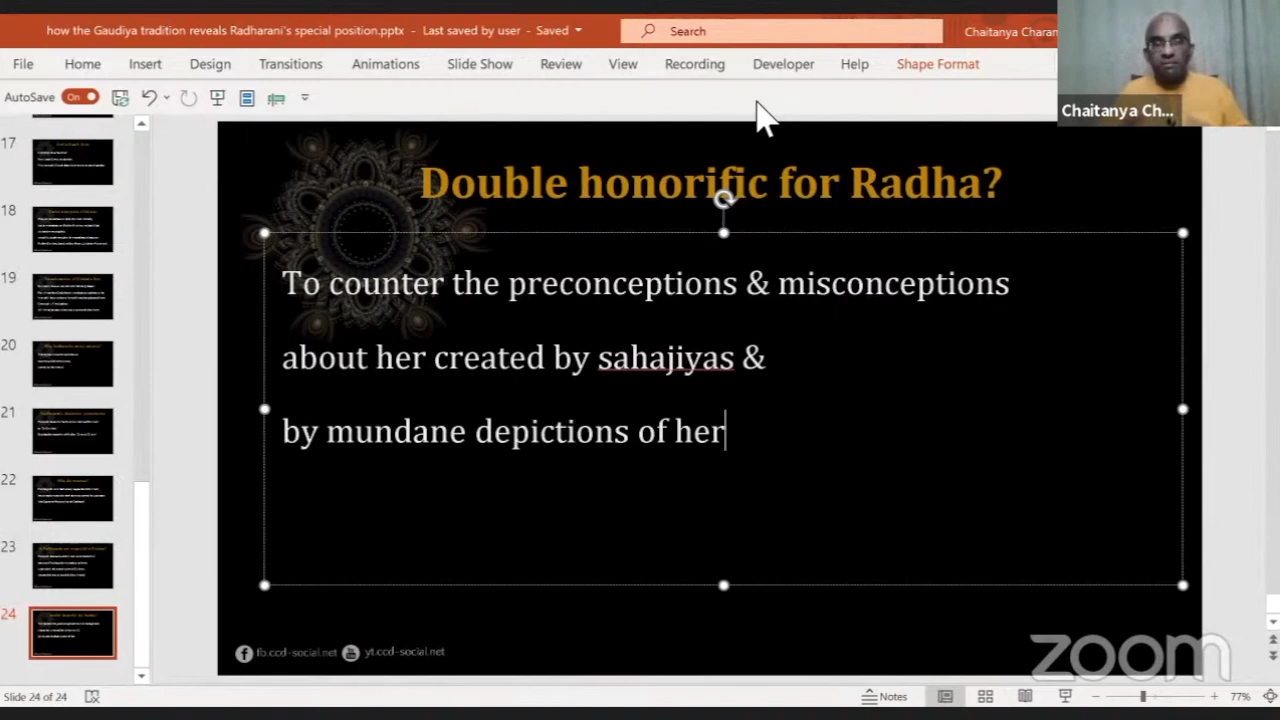 how the Gaudiya tradition reveals Radharani's special position.pptx - Last saved by user - Saved
Search
Chaitanya Charan
File Home Insert Design Transitions Animations Slide Show Review View Recording Developer Help Shape Format
AutoSave On
Chaitanya Ch...
17
18
19
20
21
22
23
24
Double honorific for Radha?
To counter the preconceptions & misconceptions
about her created by sahajiyas &
by mundane depictions of her
fb.ccd-social.net yt.ccd-social.net
zoom
Slide 24 of 24
Notes
77%